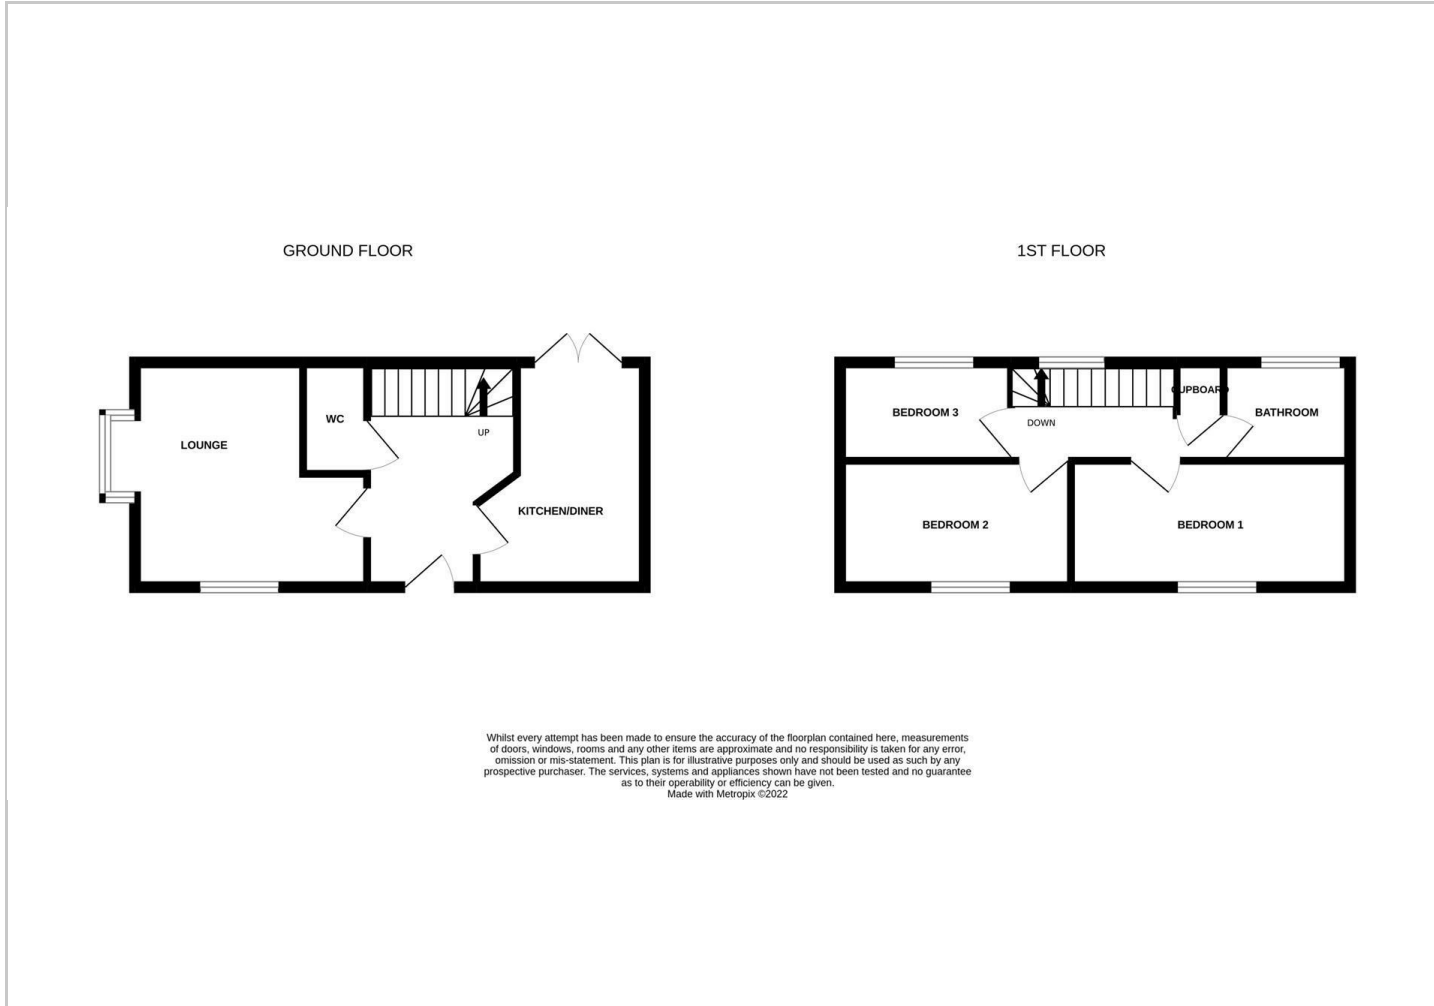 GROUND FLOOR
1ST FLOOR
WC
LOUNGE
UP
KITCHEN/DINER
BEDROOM 3
DOWN
CUPBOARD
BATHROOM
BEDROOM 2
BEDROOM 1
Whilst every attempt has been made to ensure the accuracy of the floorplan contained here, measurements
of doors, windows, rooms and any other items are approximate and no responsibility is taken for any error,
omission or mis-statement. This plan is for illustrative purposes only and should be used as such by any
prospective purchaser. The services, systems and appliances shown have not been tested and no guarantee
as to their operability or efficiency can be given.
Made with Metropix ©2022